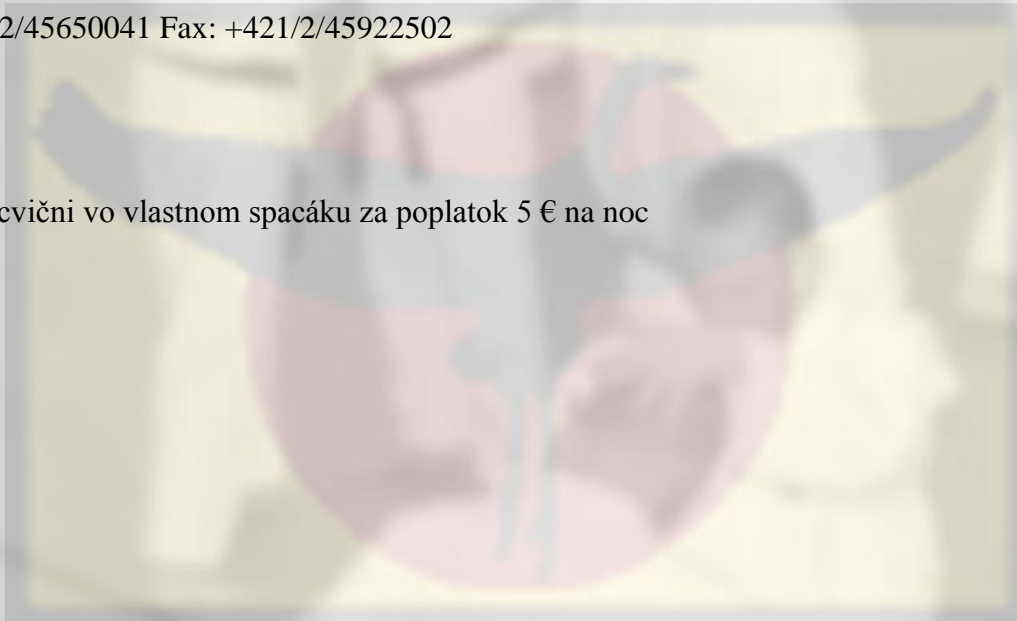 2/45650041 Fax: +421/2/45922502
cvični vo vlastnom spacáku za poplatok 5 € na noc